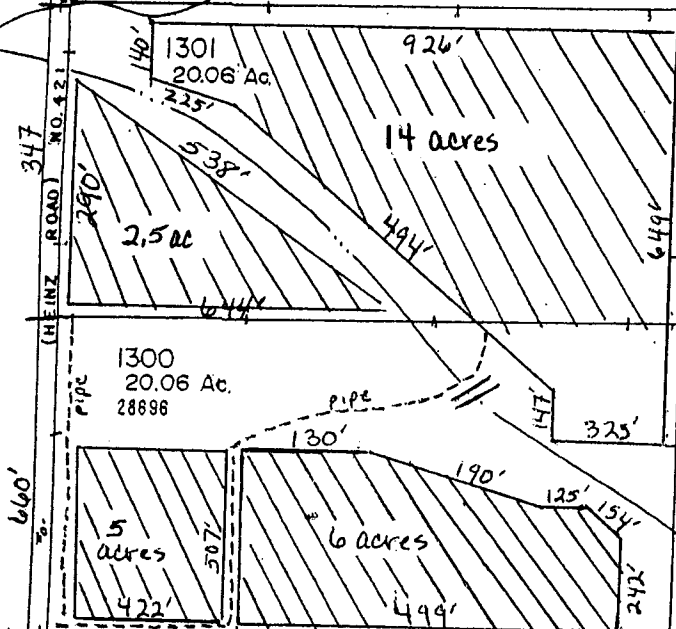 140'
1301
20.06 Ac.
926'
225'
347
(HEINZ ROAD) NO. 421
538'
14 acres
290'
2.5 ac
494'
649'
644'
1300
20.06 Ac.
28696
pipe
pipe
147'
325'
130'
190'
125'
154'
660'
5
acres
507'
6 acres
242'
422'
499'